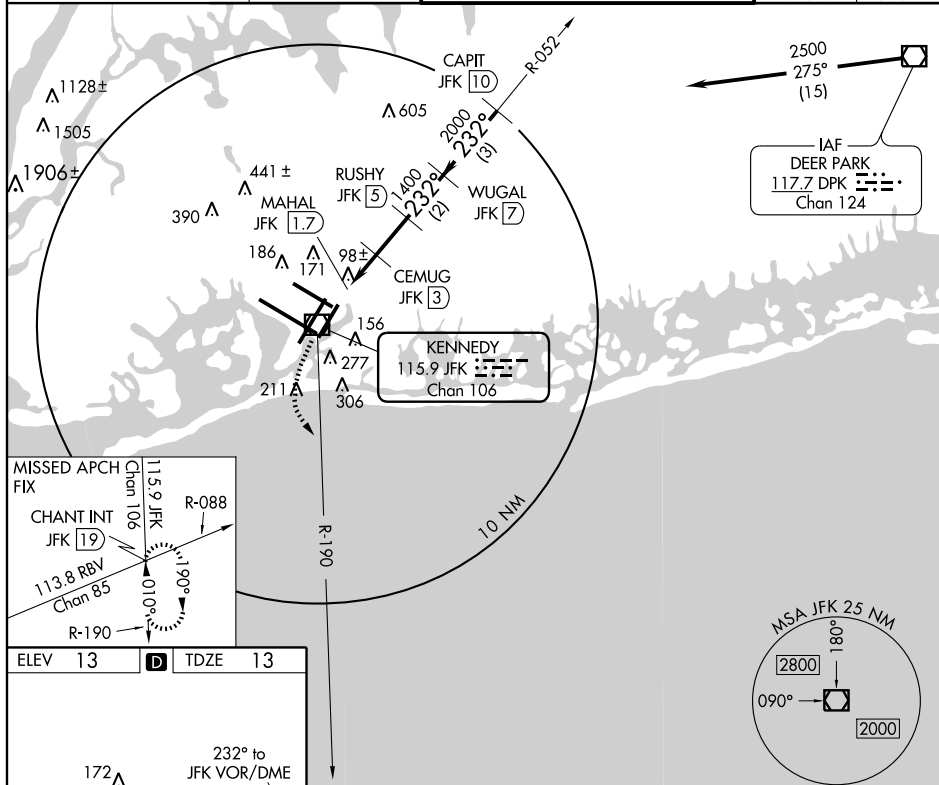 CAPIT
JFK 10
R-052
2500
275°
(15)
IAF
DEER PARK
117.7 DPK
Chan 124
1128±
1505
1906±
605
2000
232°
(3)
441±
390
RUSHY
JFK 5
1400
232°
(2)
WUGAL
JFK 7
MAHAL
JFK 1.7
186
171
98±
CEMUG
JFK 3
156
277
211
306
KENNEDY
115.9 JFK
Chan 106
R-190
10 NM
MISSED APCH
FIX
115.9 JFK
Chan 106
CHANT INT
JFK 19
R-088
113.8 RBV
Chan 85
010°
190°
R-190
MSA JFK 25 NM
180°
2800
090°
2000
ELEV 13
D
TDZE 13
172
232° to
JFK VOR/DME